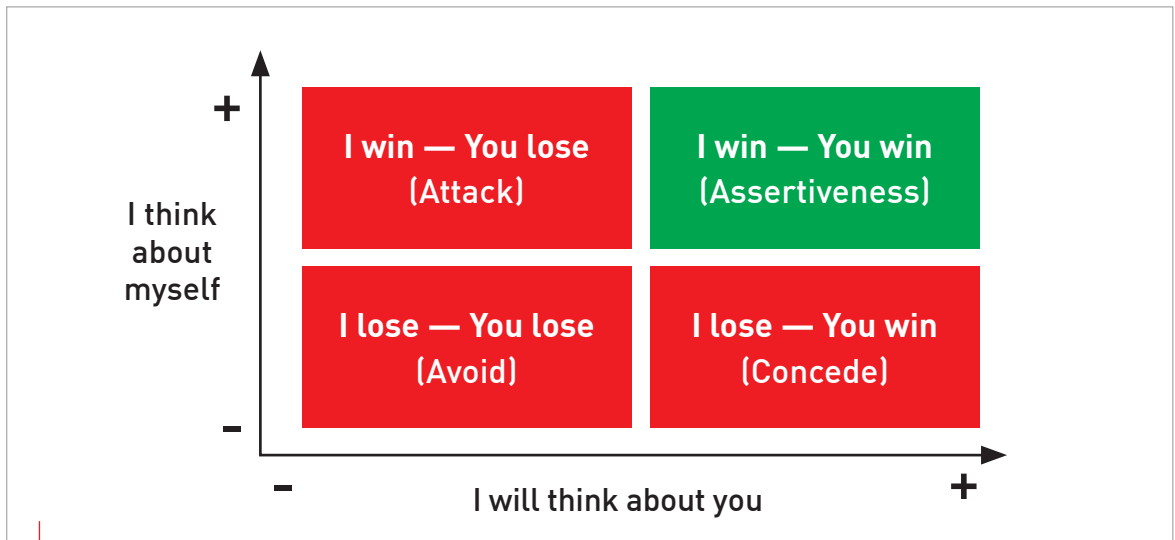 +
I win — You lose
(Attack)
I win — You win
(Assertiveness)
I think
about
myself
I lose — You lose
(Avoid)
I lose — You win
(Concede)
-
-
I will think about you
+